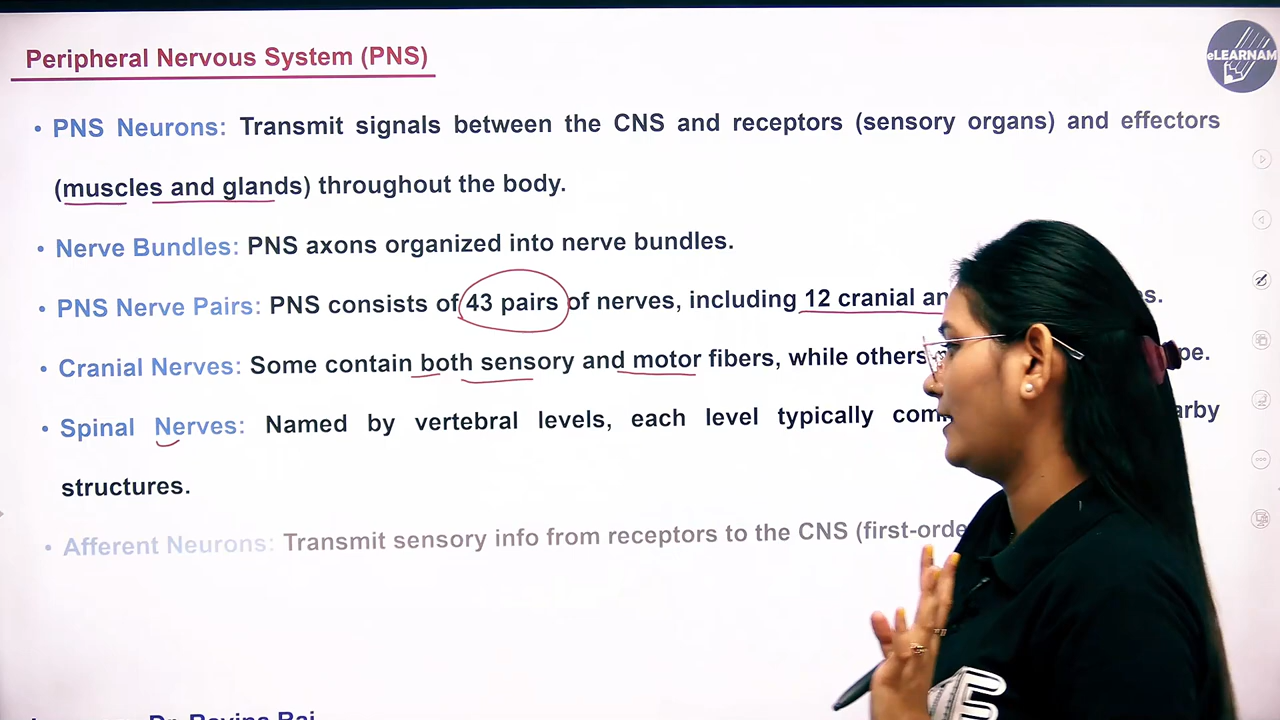 Peripheral Nervous System (PNS)
eLEARNAM
• PNS Neurons: Transmit signals between the CNS and receptors (sensory organs) and effectors
(muscles and glands) throughout the body.
• Nerve Bundles: PNS axons organized into nerve bundles.
• PNS Nerve Pairs: PNS consists of 43 pairs of nerves, including 12 cranial
• Cranial Nerves: Some contain both sensory and motor fibers, while others
• Spinal Nerves: Named by vertebral levels, each level typically
structures.
• Afferent Neurons: Transmit sensory info from receptors to the CNS